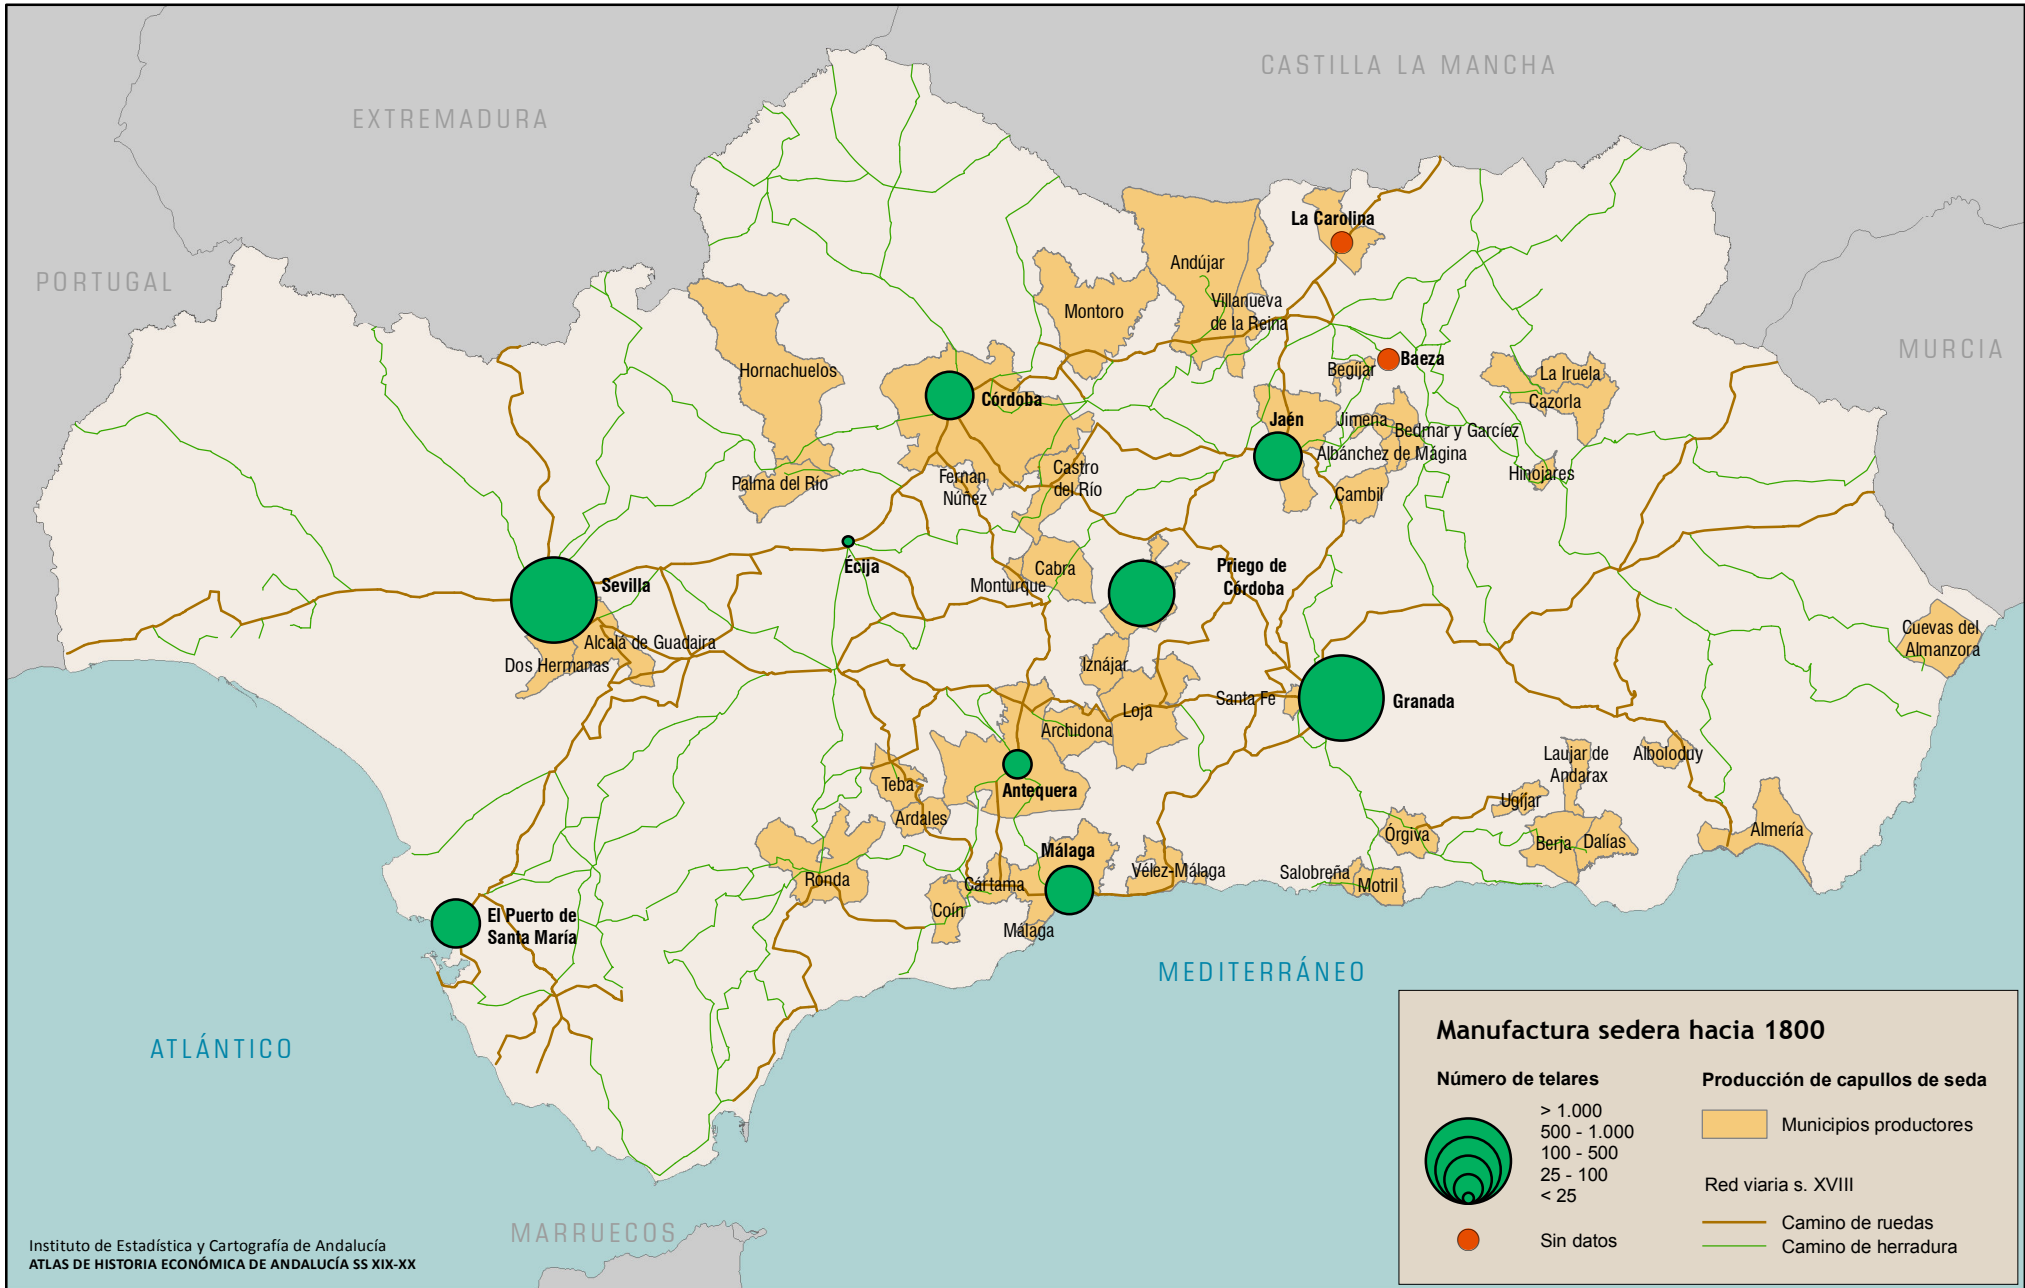 CASTILLA LA MANCHA
EXTREMADURA
PORTUGAL
MURCIA
La Carolina
Andújar
Villanueva
de la Reina
Montoro
Hornachuelos
Begíjar
Baeza
La Iruela
Cazorla
Córdoba
Jaén
Jimena
Bedmar y Garcíez
Albánchez de Mágina
Hinojares
Cambil
Palma del Río
Fernan
Núñez
Castro
del Río
Écija
Cabra
Monturque
Priego de
Córdoba
Sevilla
Alcalá de Guadaira
Dos Hermanas
Cuevas del
Almanzora
Iznájar
Santa Fe
Granada
Loja
Archidona
Laujar de
Andarax
Alboloduy
Teba
Antequera
Ugíjar
Ardales
Órgiva
Berja
Dalías
Almería
Málaga
Ronda
Cártama
Vélez-Málaga
Salobreña
Motril
Coín
Málaga
El Puerto de
Santa María
MEDITERRÁNEO
ATLÁNTICO
MARRUECOS
Manufactura sedera hacia 1800
Número de telares
> 1.000
500 - 1.000
100 - 500
25 - 100
< 25
Sin datos
Producción de capullos de seda
Municipios productores
Red viaria s. XVIII
Camino de ruedas
Camino de herradura
Instituto de Estadística y Cartografía de Andalucía
ATLAS DE HISTORIA ECONÓMICA DE ANDALUCÍA SS XIX-XX